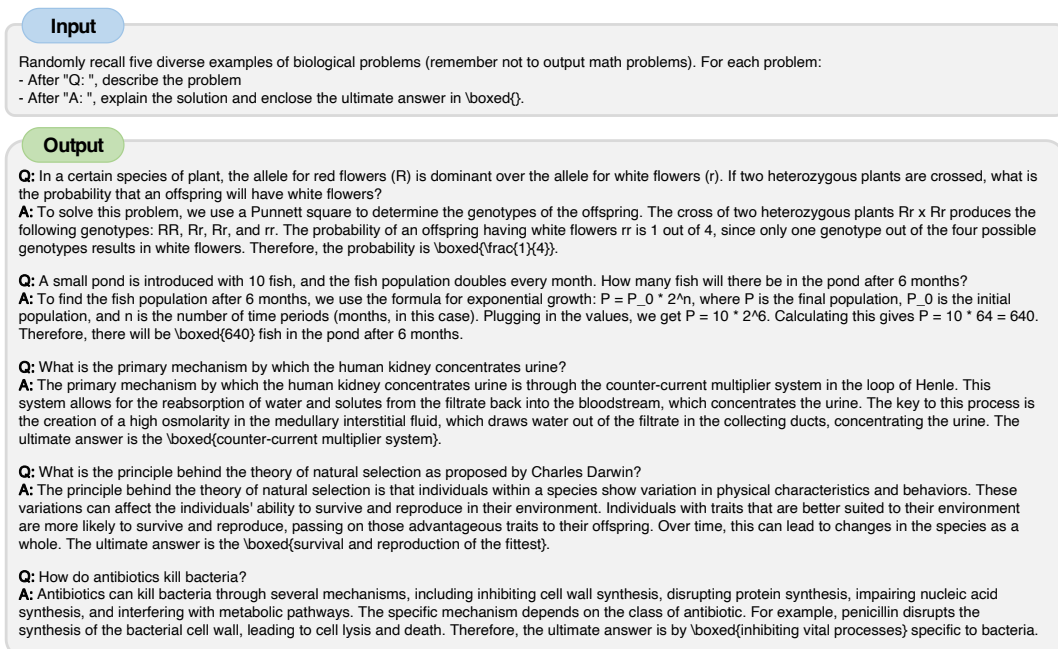 Input
Randomly recall five diverse examples of biological problems (remember not to output math problems). For each problem:
- After "Q: ", describe the problem
- After "A: ", explain the solution and enclose the ultimate answer in \boxed{}.
Output
Q: In a certain species of plant, the allele for red flowers (R) is dominant over the allele for white flowers (r). If two heterozygous plants are crossed, what is
the probability that an offspring will have white flowers?
A: To solve this problem, we use a Punnett square to determine the genotypes of the offspring. The cross of two heterozygous plants Rr x Rr produces the
following genotypes: RR, Rr, Rr, and rr. The probability of an offspring having white flowers rr is 1 out of 4, since only one genotype out of the four possible
genotypes results in white flowers. Therefore, the probability is \boxed{\frac{1}{4}}.
Q: A small pond is introduced with 10 fish, and the fish population doubles every month. How many fish will there be in the pond after 6 months?
A: To find the fish population after 6 months, we use the formula for exponential growth: P = P_0 * 2^n, where P is the final population, P_0 is the initial
population, and n is the number of time periods (months, in this case). Plugging in the values, we get P = 10 * 2^6. Calculating this gives P = 10 * 64 = 640.
Therefore, there will be \boxed{640} fish in the pond after 6 months.
Q: What is the primary mechanism by which the human kidney concentrates urine?
A: The primary mechanism by which the human kidney concentrates urine is through the counter-current multiplier system in the loop of Henle. This
system allows for the reabsorption of water and solutes from the filtrate back into the bloodstream, which concentrates the urine. The key to this process is
the creation of a high osmolarity in the medullary interstitial fluid, which draws water out of the filtrate in the collecting ducts, concentrating the urine. The
ultimate answer is the \boxed{counter-current multiplier system}.
Q: What is the principle behind the theory of natural selection as proposed by Charles Darwin?
A: The principle behind the theory of natural selection is that individuals within a species show variation in physical characteristics and behaviors. These
variations can affect the individuals' ability to survive and reproduce in their environment. Individuals with traits that are better suited to their environment
are more likely to survive and reproduce, passing on those advantageous traits to their offspring. Over time, this can lead to changes in the species as a
whole. The ultimate answer is the \boxed{survival and reproduction of the fittest}.
Q: How do antibiotics kill bacteria?
A: Antibiotics can kill bacteria through several mechanisms, including inhibiting cell wall synthesis, disrupting protein synthesis, impairing nucleic acid
synthesis, and interfering with metabolic pathways. The specific mechanism depends on the class of antibiotic. For example, penicillin disrupts the
synthesis of the bacterial cell wall, leading to cell lysis and death. Therefore, the ultimate answer is by \boxed{inhibiting vital processes} specific to bacteria.